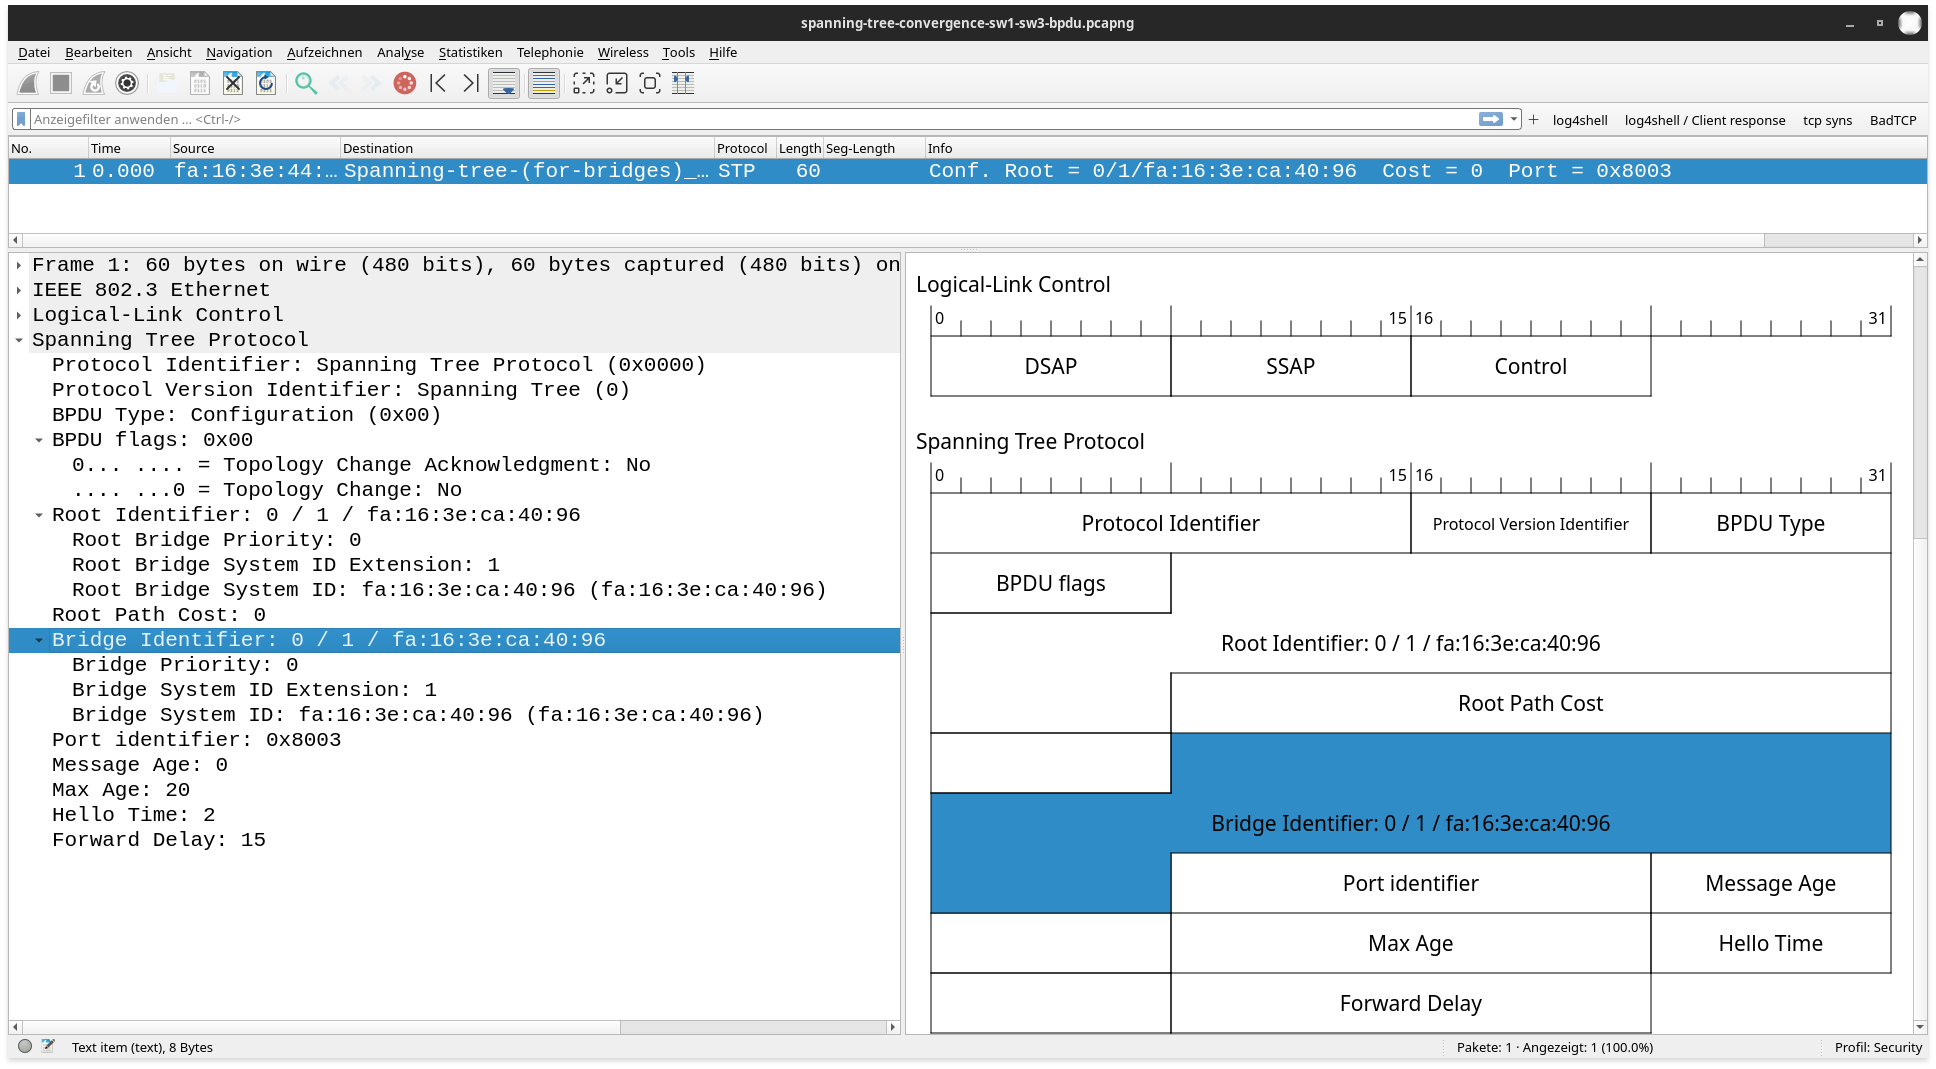 spanning-tree-convergence-sw1-sw3-bpdu.pcapng
Datei Bearbeiten Ansicht Navigation Aufzeichnen Analyse Statistiken Telephonie Wireless Tools Hilfe
Anzeigefilter anwenden ... <Ctrl-/>
log4shell log4shell / Client response tcp syns BadTCP
No. Time Source Destination Protocol Length Seg-Length Info
1 0.000 fa:16:3e:44:… Spanning-tree-(for-bridges)_… STP 60 Conf. Root = 0/1/fa:16:3e:ca:40:96 Cost = 0 Port = 0x8003
Frame 1: 60 bytes on wire (480 bits), 60 bytes captured (480 bits) on
IEEE 802.3 Ethernet
Logical-Link Control
Spanning Tree Protocol
Protocol Identifier: Spanning Tree Protocol (0x0000)
Protocol Version Identifier: Spanning Tree (0)
BPDU Type: Configuration (0x00)
BPDU flags: 0x00
0... .... = Topology Change Acknowledgment: No
.... ...0 = Topology Change: No
Root Identifier: 0 / 1 / fa:16:3e:ca:40:96
Root Bridge Priority: 0
Root Bridge System ID Extension: 1
Root Bridge System ID: fa:16:3e:ca:40:96 (fa:16:3e:ca:40:96)
Root Path Cost: 0
Bridge Identifier: 0 / 1 / fa:16:3e:ca:40:96
Bridge Priority: 0
Bridge System ID Extension: 1
Bridge System ID: fa:16:3e:ca:40:96 (fa:16:3e:ca:40:96)
Port identifier: 0x8003
Message Age: 0
Max Age: 20
Hello Time: 2
Forward Delay: 15
Logical-Link Control
0 15 16 31
DSAP SSAP Control
Spanning Tree Protocol
0 15 16 31
Protocol Identifier Protocol Version Identifier BPDU Type
BPDU flags
Root Identifier: 0 / 1 / fa:16:3e:ca:40:96
Root Path Cost
Bridge Identifier: 0 / 1 / fa:16:3e:ca:40:96
Port identifier Message Age
Max Age Hello Time
Forward Delay
Text item (text), 8 Bytes
Pakete: 1 · Angezeigt: 1 (100.0%)
Profil: Security